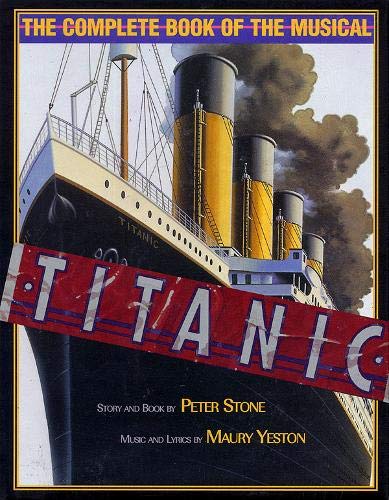 THE COMPLETE BOOK OF THE MUSICAL
TITANIC
·TITANIC·
STORY AND BOOK BY PETER STONE
MUSIC AND LYRICS BY MAURY YESTON